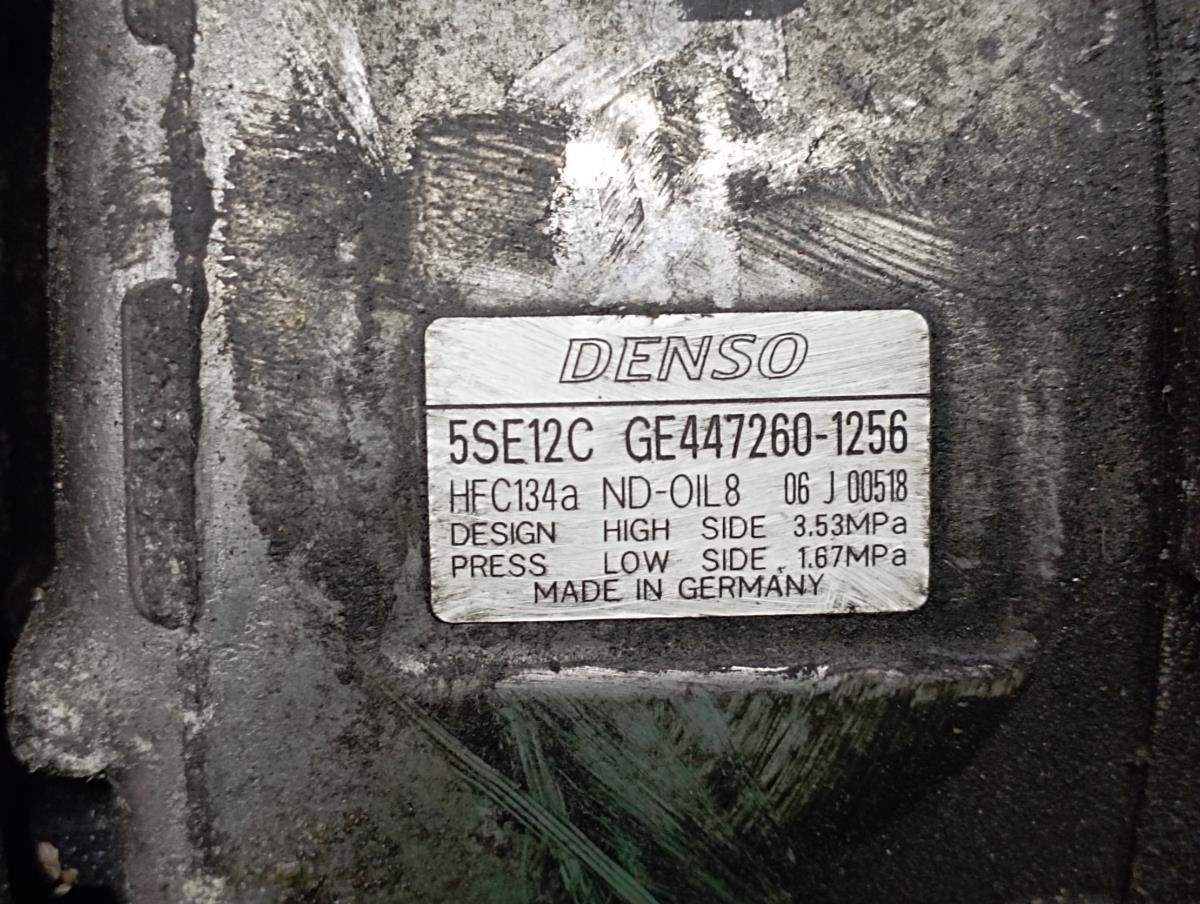 DENSO
5SE12C GE447260-1256
HFC134a ND-OIL8 06 J 00518
DESIGN HIGH SIDE 3.53MPa
PRESS LOW SIDE 1.67MPa
MADE IN GERMANY